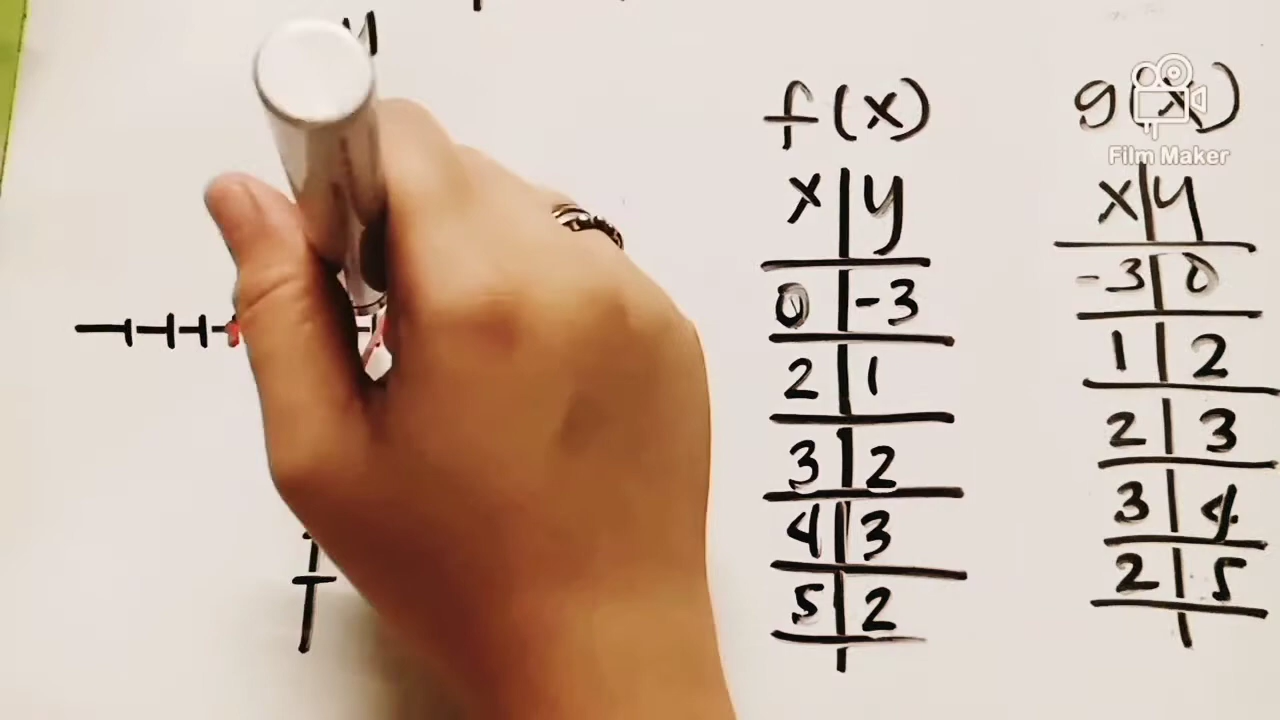 f(x) g(x)
Film Maker
x y x y
0 -3 -3 0
2 1 1 2
3 2 2 3
4 3 3 4
5 2 2 5